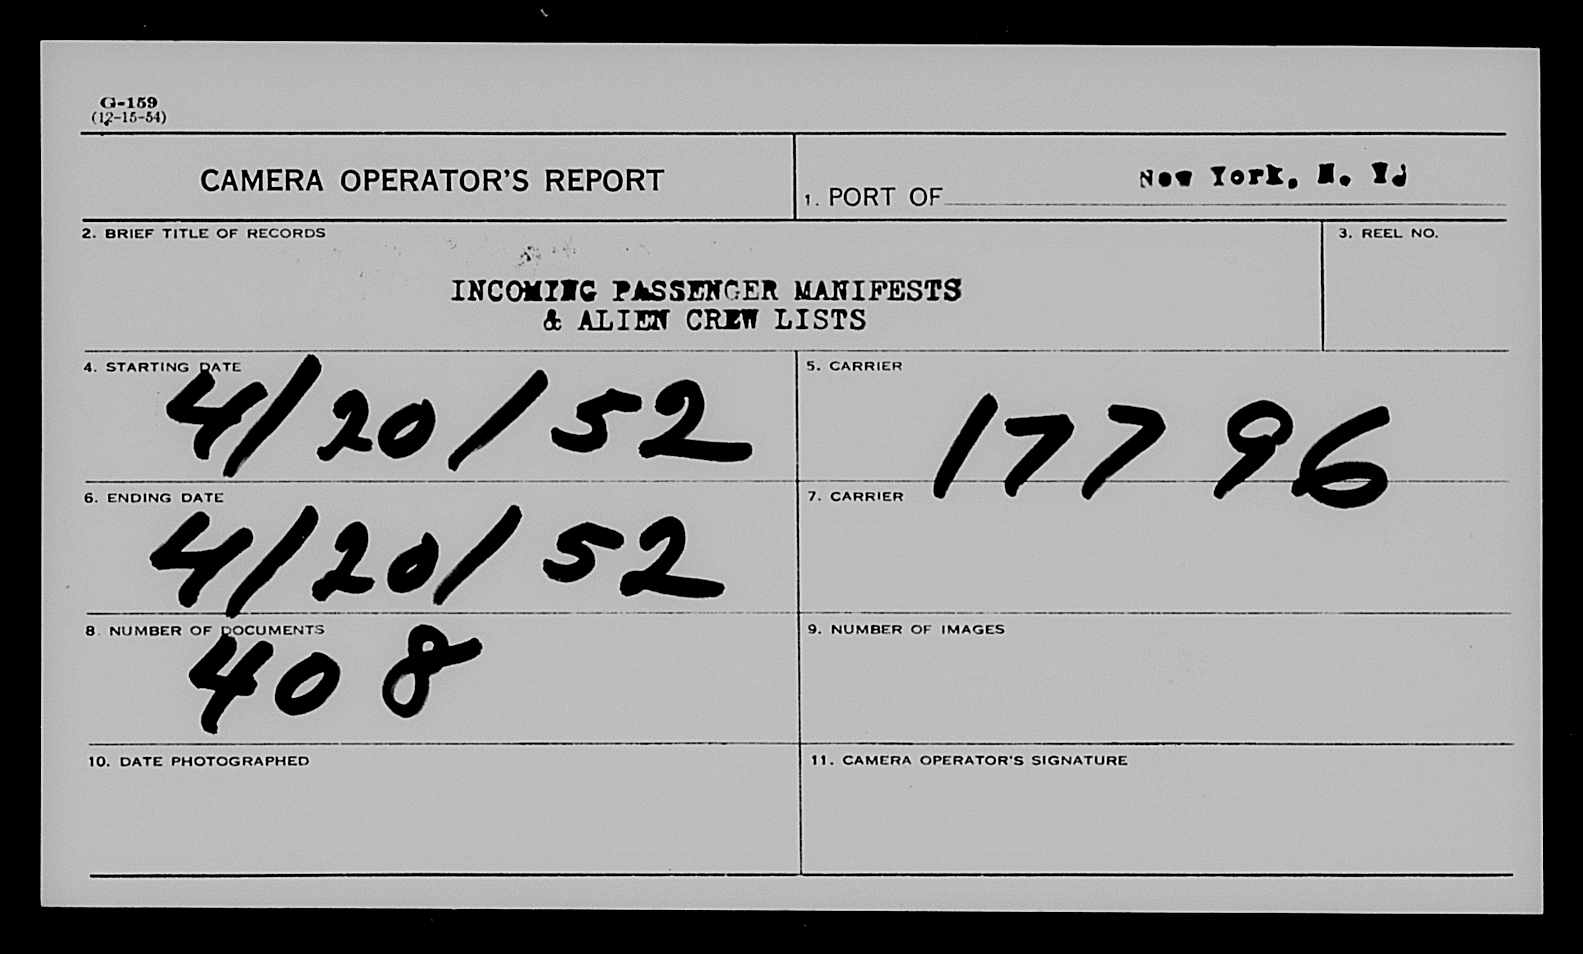 G-159
(12-15-54)
CAMERA OPERATOR'S REPORT
1. PORT OF New York, N. Y.
2. BRIEF TITLE OF RECORDS
3. REEL NO.
INCOMING PASSENGER MANIFESTS
& ALIEN CREW LISTS
4. STARTING DATE
4/20/52
5. CARRIER
17796
6. ENDING DATE
4/20/52
7. CARRIER
8. NUMBER OF DOCUMENTS
408
9. NUMBER OF IMAGES
10. DATE PHOTOGRAPHED
11. CAMERA OPERATOR'S SIGNATURE